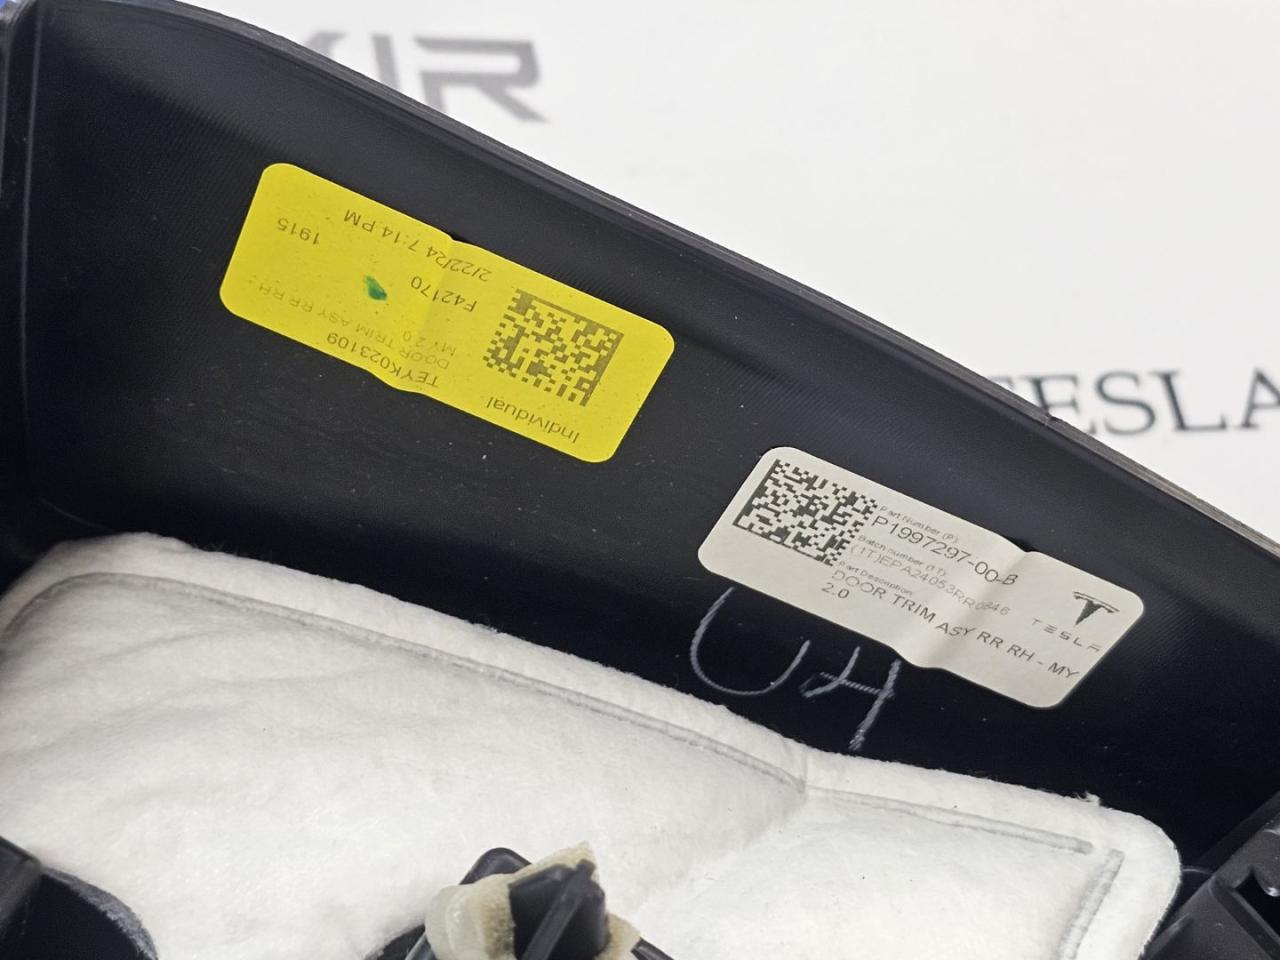 TESLA
Individual
TEYK023109
DOOR TRIM ASY RR RH -
MY 2.0
F42170
2/22/24 7:14 PM
1915
Part Number (P)
P1997297-00-B
Batch number (1T)
(1T)EPA24053RR0846
Part Description
DOOR TRIM ASY RR RH - MY
2.0
TESLA